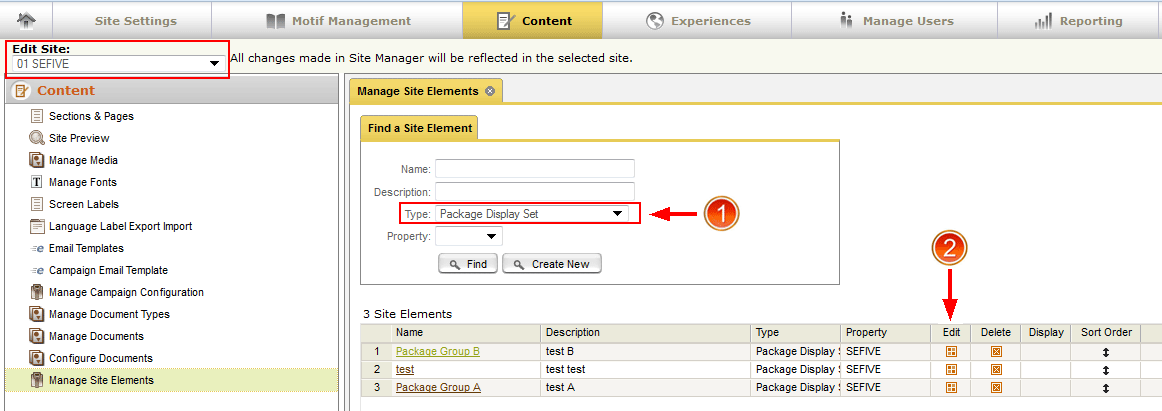 Site Settings Motif Management Content Experiences Manage Users Reporting
Edit Site:
01 SEFIVE
All changes made in Site Manager will be reflected in the selected site.
Content
Sections & Pages
Site Preview
Manage Media
Manage Fonts
Screen Labels
Language Label Export Import
Email Templates
Campaign Email Template
Manage Campaign Configuration
Manage Document Types
Manage Documents
Configure Documents
Manage Site Elements
Manage Site Elements
Find a Site Element
Name:
Description:
Type: Package Display Set
1
Property:
Find Create New
2
3 Site Elements
Name Description Type Property Edit Delete Display Sort Order
1 Package Group B test B Package Display S SEFIVE
2 test test test Package Display S SEFIVE
3 Package Group A test A Package Display S SEFIVE